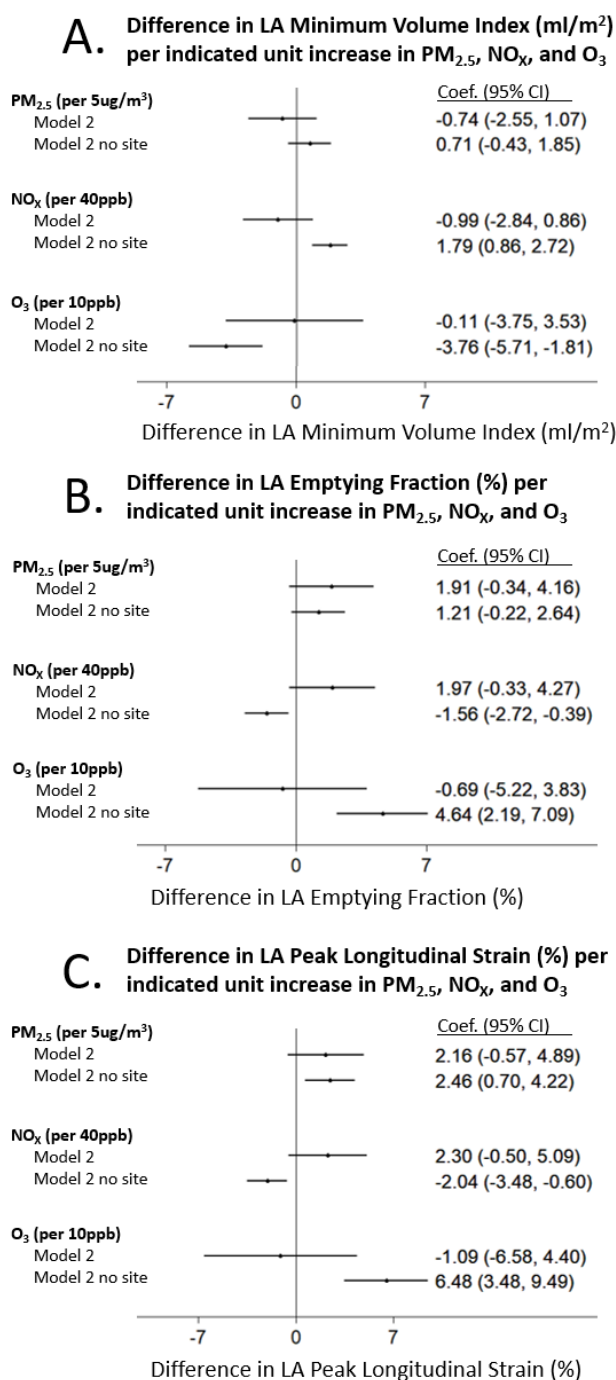 A. Difference in LA Minimum Volume Index (ml/m²)
per indicated unit increase in PM₂.₅, NOₓ, and O₃
Coef. (95% CI)
PM₂.₅ (per 5ug/m³)
Model 2 -0.74 (-2.55, 1.07)
Model 2 no site 0.71 (-0.43, 1.85)
NOₓ (per 40ppb)
Model 2 -0.99 (-2.84, 0.86)
Model 2 no site 1.79 (0.86, 2.72)
O₃ (per 10ppb)
Model 2 -0.11 (-3.75, 3.53)
Model 2 no site -3.76 (-5.71, -1.81)
-7 0 7
Difference in LA Minimum Volume Index (ml/m²)
B. Difference in LA Emptying Fraction (%) per
indicated unit increase in PM₂.₅, NOₓ, and O₃
Coef. (95% CI)
PM₂.₅ (per 5ug/m³)
Model 2 1.91 (-0.34, 4.16)
Model 2 no site 1.21 (-0.22, 2.64)
NOₓ (per 40ppb)
Model 2 1.97 (-0.33, 4.27)
Model 2 no site -1.56 (-2.72, -0.39)
O₃ (per 10ppb)
Model 2 -0.69 (-5.22, 3.83)
Model 2 no site 4.64 (2.19, 7.09)
-7 0 7
Difference in LA Emptying Fraction (%)
C. Difference in LA Peak Longitudinal Strain (%) per
indicated unit increase in PM₂.₅, NOₓ, and O₃
Coef. (95% CI)
PM₂.₅ (per 5ug/m³)
Model 2 2.16 (-0.57, 4.89)
Model 2 no site 2.46 (0.70, 4.22)
NOₓ (per 40ppb)
Model 2 2.30 (-0.50, 5.09)
Model 2 no site -2.04 (-3.48, -0.60)
O₃ (per 10ppb)
Model 2 -1.09 (-6.58, 4.40)
Model 2 no site 6.48 (3.48, 9.49)
-7 0 7
Difference in LA Peak Longitudinal Strain (%)